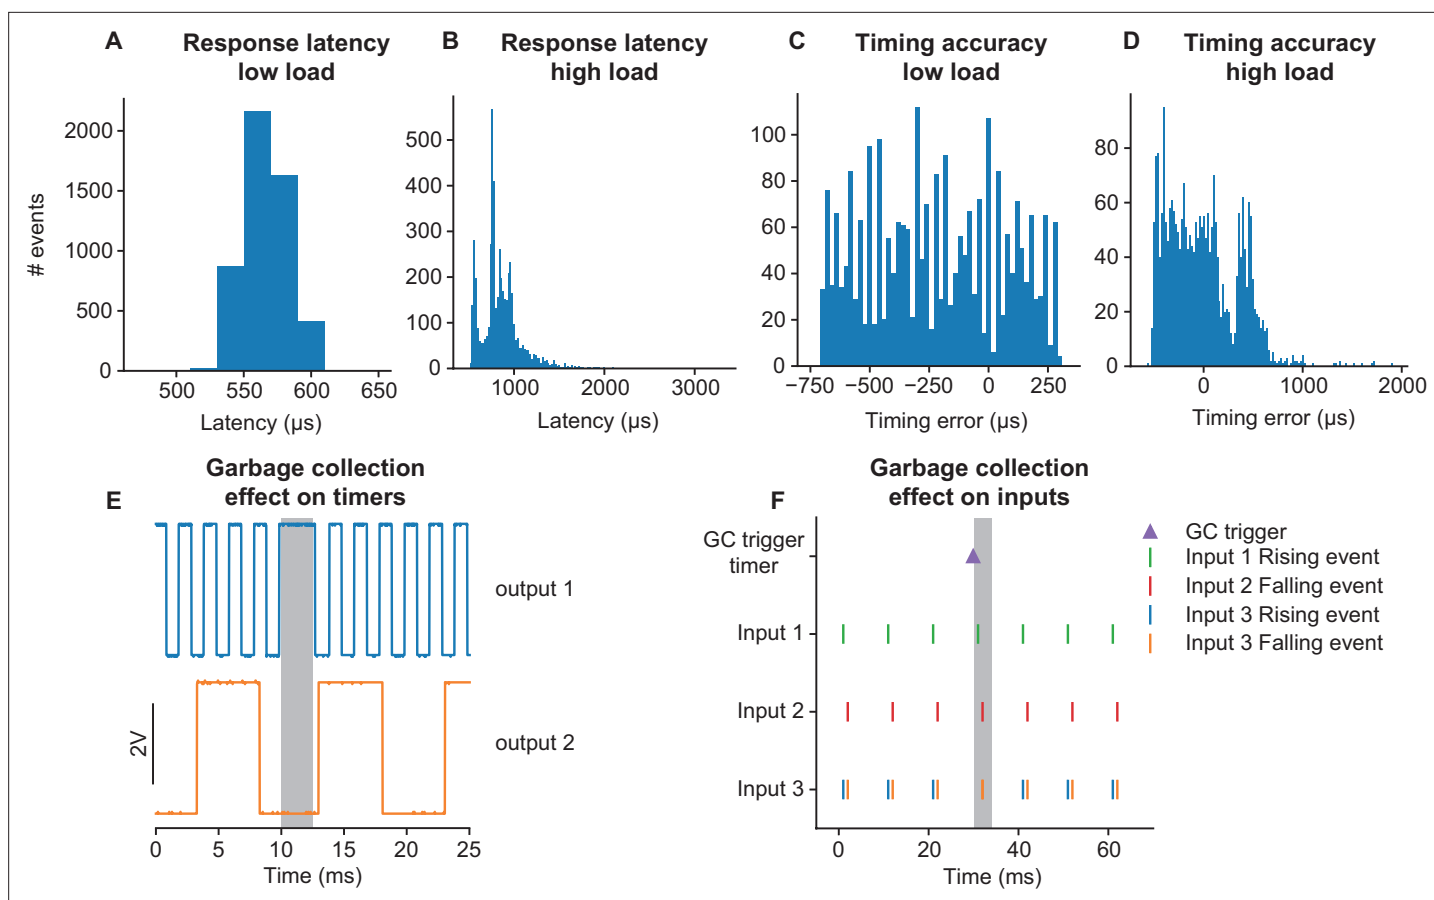 A
Response latency
low load
# events
2000
1500
1000
500
0
500
550
600
650
Latency (µs)
B
Response latency
high load
500
400
300
200
100
0
1000
2000
3000
Latency (µs)
C
Timing accuracy
low load
100
80
60
40
20
0
−750
−500
−250
0
250
Timing error (µs)
D
Timing accuracy
high load
80
60
40
20
0
0
1000
2000
Timing error (µs)
E
Garbage collection
effect on timers
output 1
output 2
2V
0
5
10
15
20
25
Time (ms)
F
Garbage collection
effect on inputs
GC trigger
timer
Input 1
Input 2
Input 3
0
20
40
60
Time (ms)
GC trigger
Input 1 Rising event
Input 2 Falling event
Input 3 Rising event
Input 3 Falling event